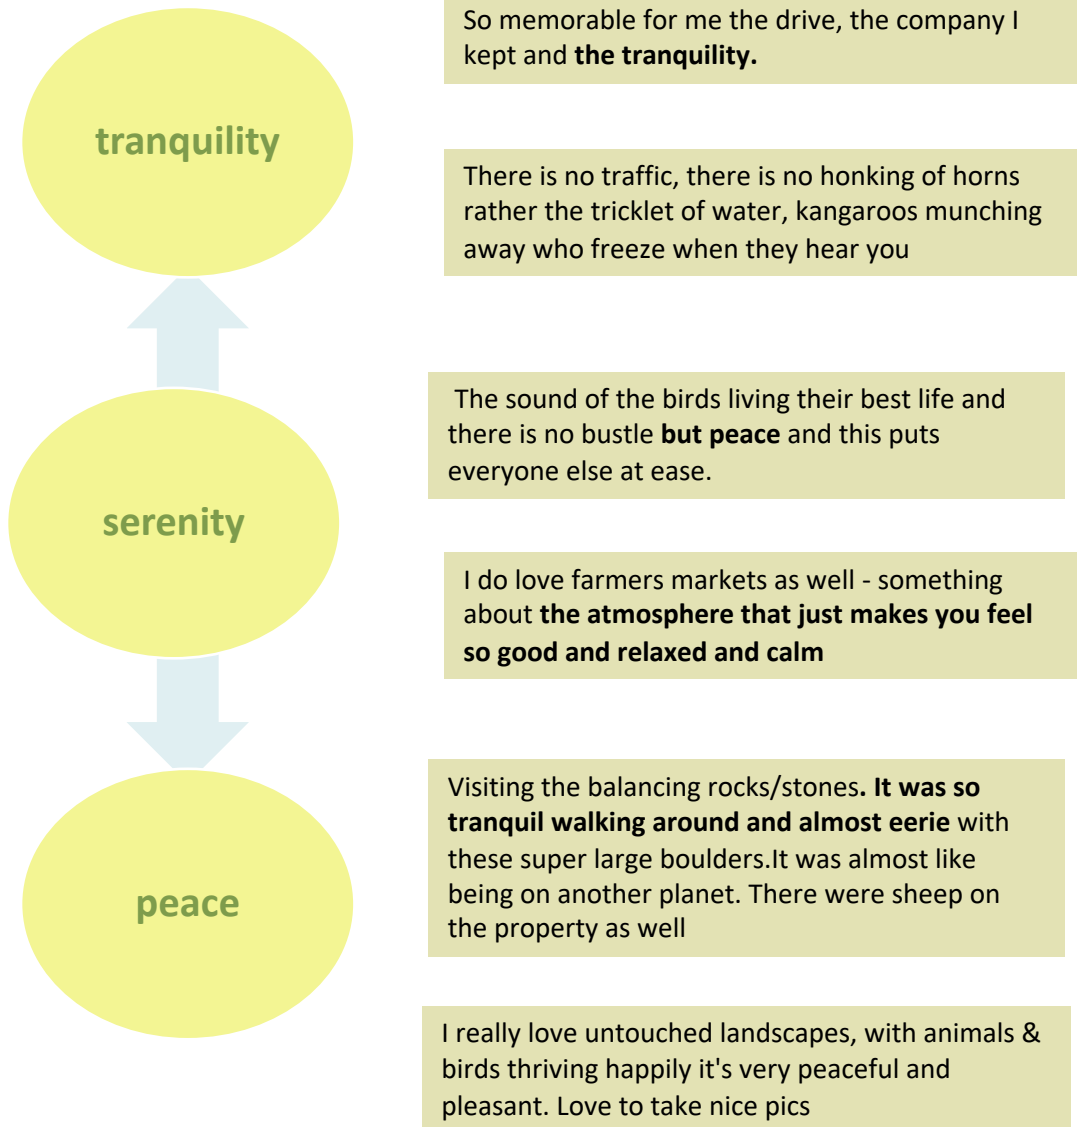 So memorable for me the drive, the company I
kept and the tranquility.
tranquility
There is no traffic, there is no honking of horns
rather the tricklet of water, kangaroos munching
away who freeze when they hear you
The sound of the birds living their best life and
there is no bustle but peace and this puts
everyone else at ease.
serenity
I do love farmers markets as well - something
about the atmosphere that just makes you feel
so good and relaxed and calm
Visiting the balancing rocks/stones. It was so
tranquil walking around and almost eerie with
these super large boulders.It was almost like
being on another planet. There were sheep on
the property as well
peace
I really love untouched landscapes, with animals &
birds thriving happily it's very peaceful and
pleasant. Love to take nice pics